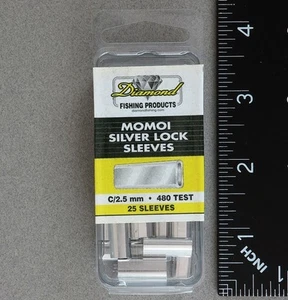 Diamond
FISHING PRODUCTS
MOMOI
SILVER LOCK
SLEEVES
C/2.5 mm • 480 TEST
25 SLEEVES
4
3
2
1
INCH